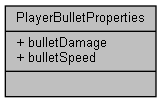 PlayerBulletProperties
+ bulletDamage
+ bulletSpeed